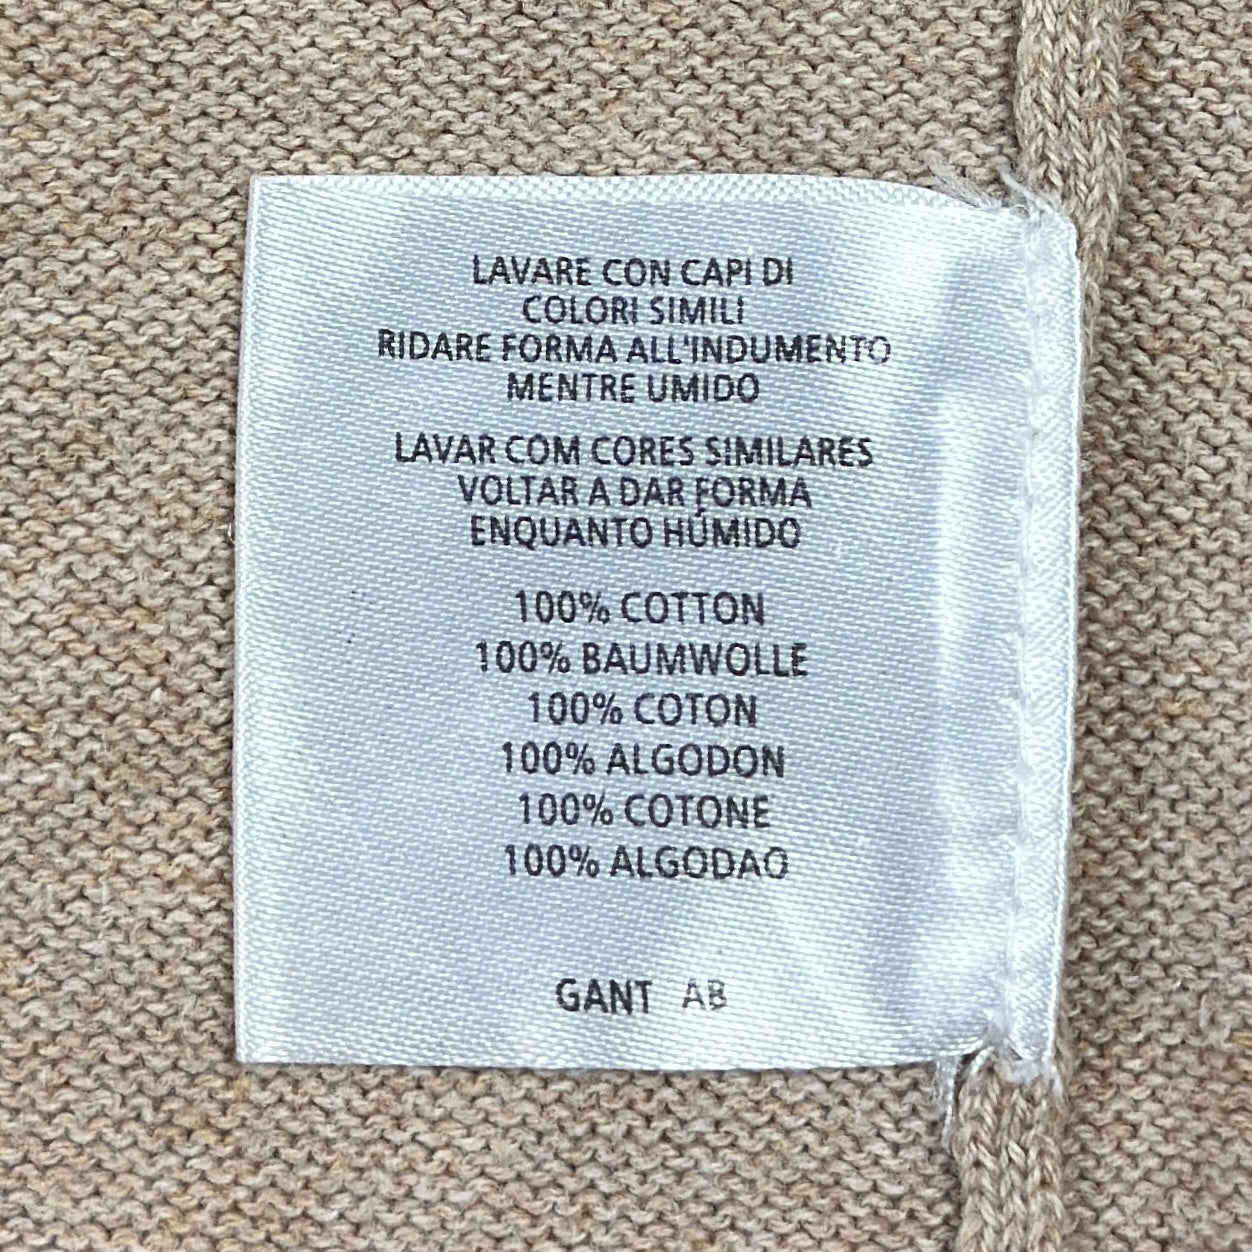 LAVARE CON CAPI DI
COLORI SIMILI
RIDARE FORMA ALL'INDUMENTO
MENTRE UMIDO
LAVAR COM CORES SIMILARES
VOLTAR A DAR FORMA
ENQUANTO HÚMIDO
100% COTTON
100% BAUMWOLLE
100% COTON
100% ALGODON
100% COTONE
100% ALGODAO
GANT AB